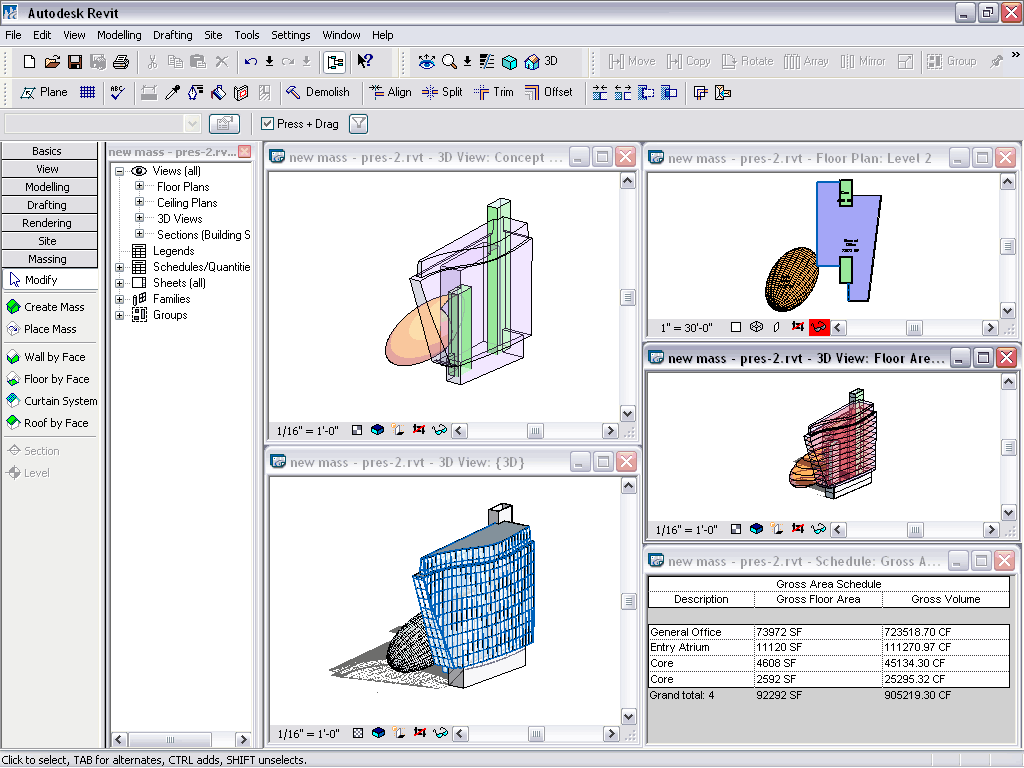 Autodesk Revit
File Edit View Modelling Drafting Site Tools Settings Window Help
3D Move Copy Rotate Array Mirror Group »
Plane ABC Demolish Align Split Trim Offset
Press + Drag
Basics
View
Modelling
Drafting
Rendering
Site
Massing
Modify
Create Mass
Place Mass
Wall by Face
Floor by Face
Curtain System
Roof by Face
Section
Level
new mass - pres-2.rv...
Views (all)
Floor Plans
Ceiling Plans
3D Views
Sections (Building S
Legends
Schedules/Quantitie
Sheets (all)
Families
Groups
new mass - pres-2.rvt - 3D View: Concept ...
1/16" = 1'-0"
new mass - pres-2.rvt - 3D View: {3D}
1/16" = 1'-0"
new mass - pres-2.rvt - Floor Plan: Level 2
1" = 30'-0"
new mass - pres-2.rvt - 3D View: Floor Are...
1/16" = 1'-0"
new mass - pres-2.rvt - Schedule: Gross A...
Gross Area Schedule
Description Gross Floor Area Gross Volume
General Office 73972 SF 723518.70 CF
Entry Atrium 11120 SF 111270.97 CF
Core 4608 SF 45134.30 CF
Core 2592 SF 25295.32 CF
Grand total: 4 92292 SF 905219.30 CF
Click to select, TAB for alternates, CTRL adds, SHIFT unselects.